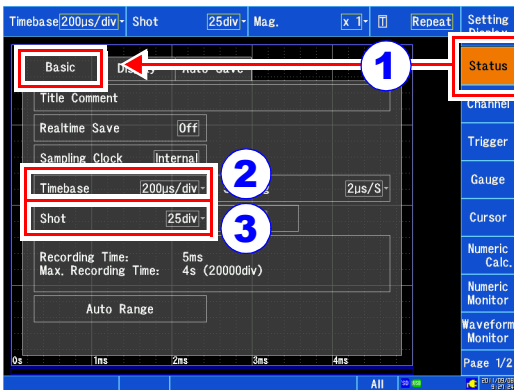 Timebase 200µs/div Shot 25div Mag. x 1 Repeat
Setting
Display
1
Basic Display Auto Save
Status
Title Comment
Channel
Realtime Save Off
Trigger
Sampling Clock Internal
2
Gauge
Timebase 200µs/div 2µs/S
Shot 25div
3
Cursor
Numeric
Calc.
Recording Time: 5ms
Max. Recording Time: 4s (20000div)
Numeric
Monitor
Auto Range
Waveform
Monitor
0s 1ms 2ms 3ms 4ms
Page 1/2
All